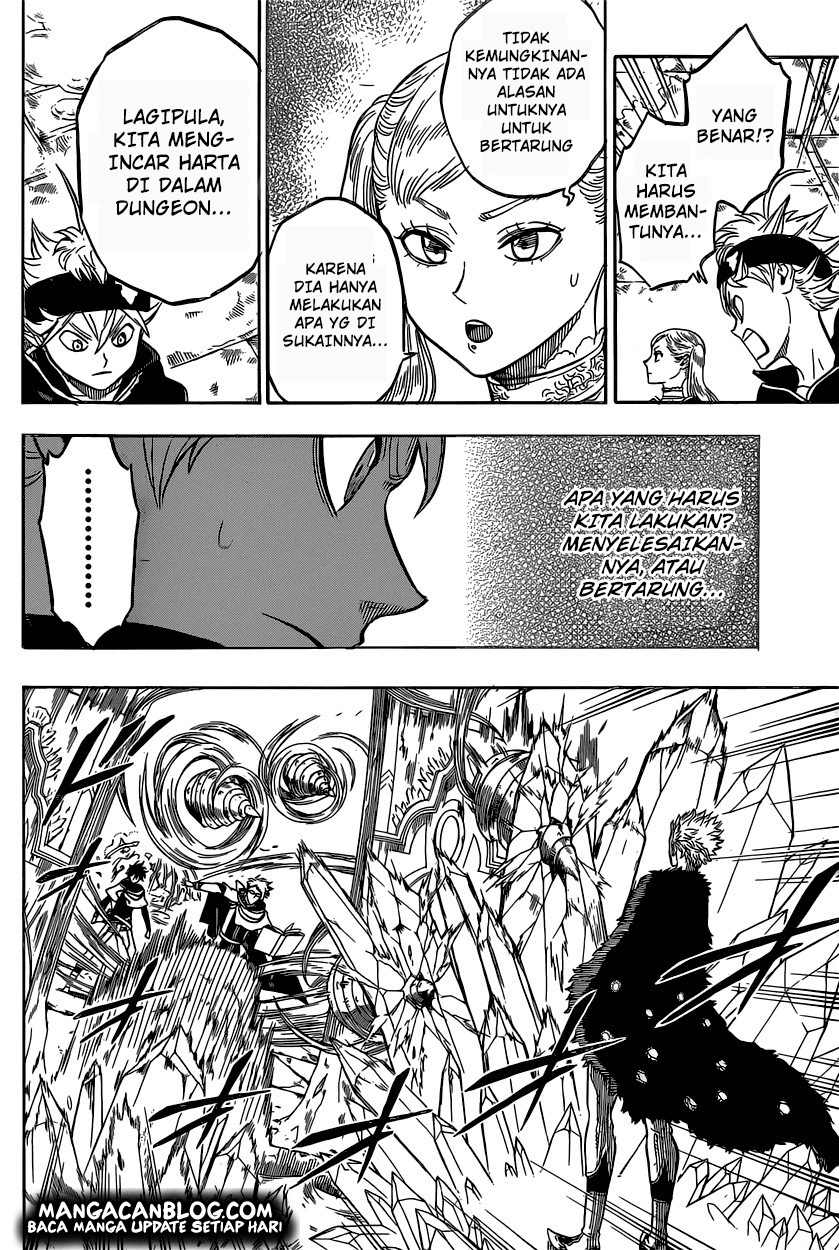 YANG
BENAR!?
KITA
HARUS
MEMBAN-
TUNYA...
TIDAK
KEMUNGKINAN-
NYA TIDAK ADA
ALASAN
UNTUKNYA
UNTUK
BERTARUNG
KARENA
DIA HANYA
MELAKUKAN
APA YG DI
SUKAINNYA...
LAGIPULA,
KITA MENG-
INCAR HARTA
DI DALAM
DUNGEON...
APA YANG HARUS
KITA LAKUKAN?
MENYELESAIKAN-
NYA, ATAU
BERTARUNG...
.........
MANGACANBLOG.COM
BACA MANGA UPDATE SETIAP HARI